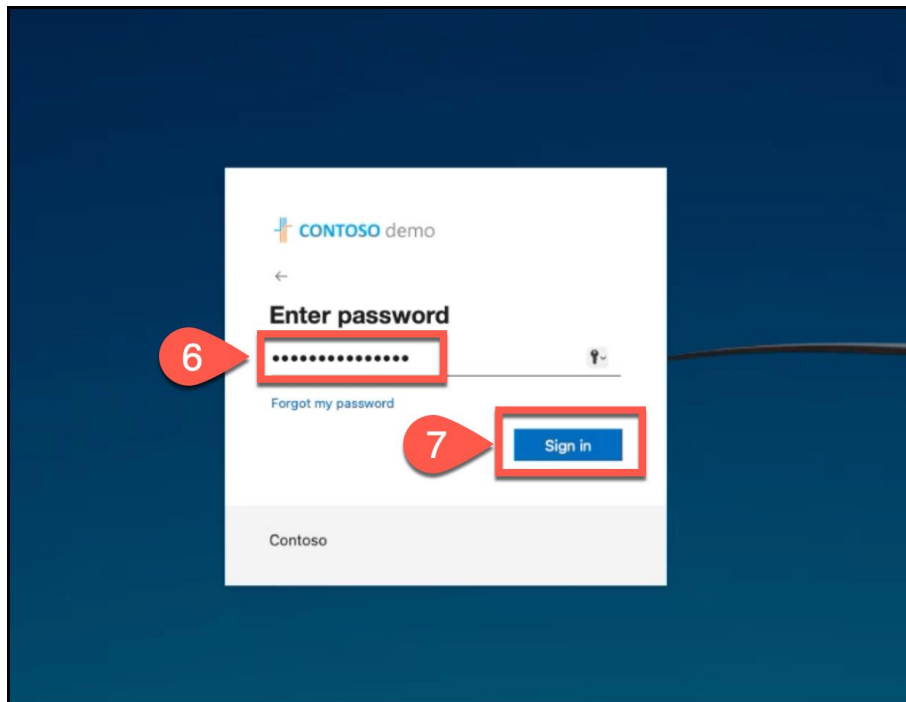 CONTOSO demo
←
Enter password
6
•••••••••••••••
Forgot my password
7
Sign in
Contoso